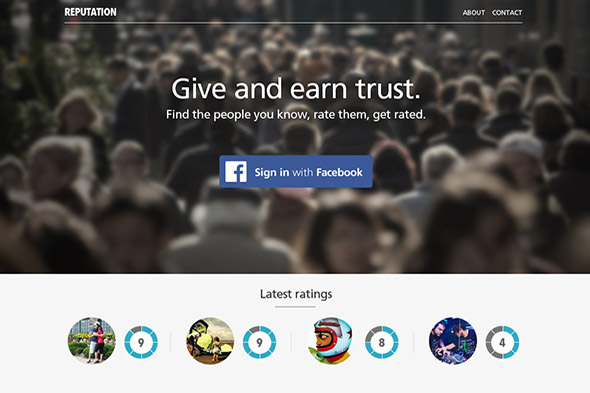 REPUTATION
ABOUT CONTACT
Give and earn trust.
Find the people you know, rate them, get rated.
f Sign in with Facebook
Latest ratings
9 9 8 4